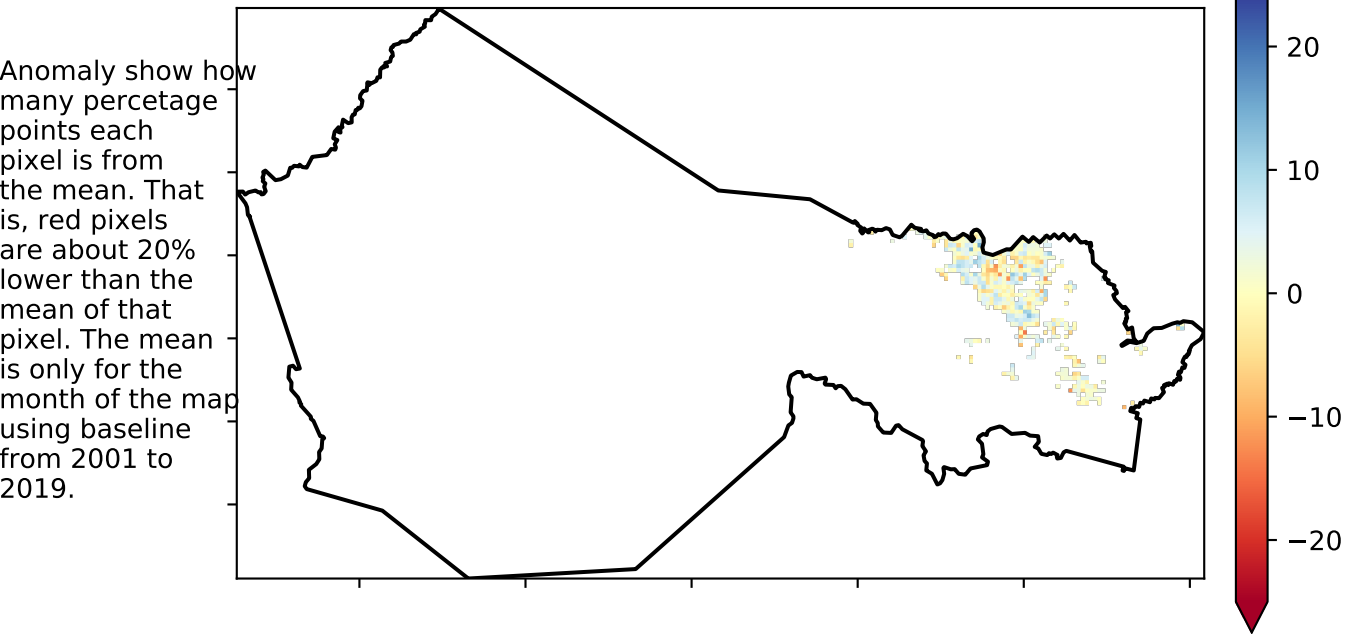 Anomaly show how
many percetage
points each
pixel is from
the mean. That
is, red pixels
are about 20%
lower than the
mean of that
pixel. The mean
is only for the
month of the map
using baseline
from 2001 to
2019.
20
10
0
−10
−20